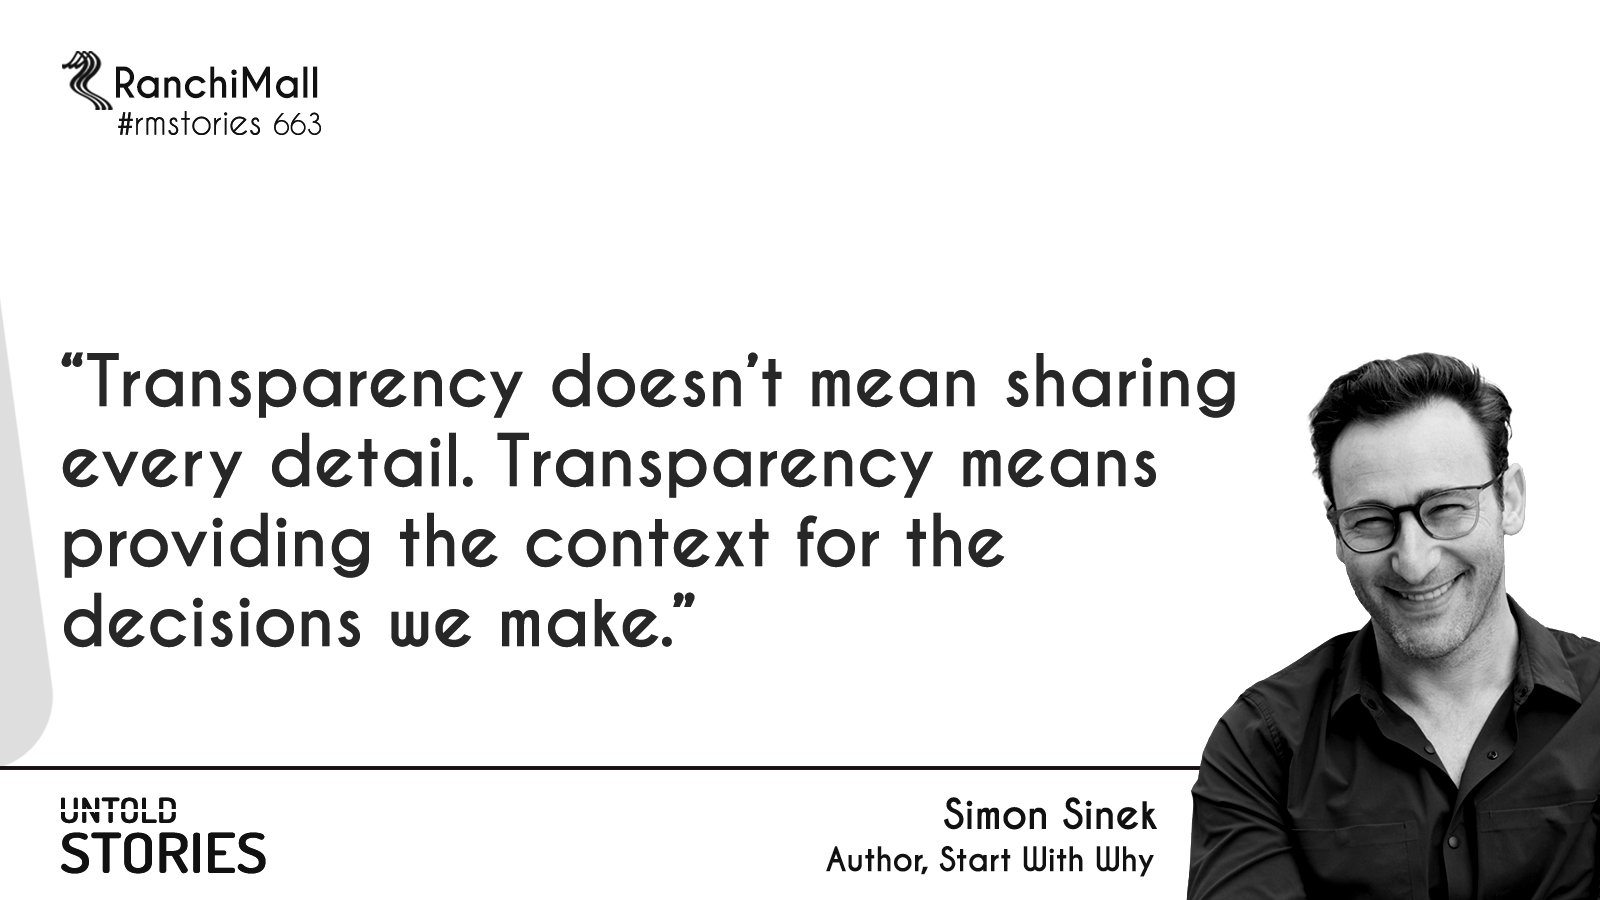 RanchiMall
#rmstories 663
“Transparency doesn’t mean sharing
every detail. Transparency means
providing the context for the
decisions we make.”
UNTOLD
STORIES
Simon Sinek
Author, Start With Why